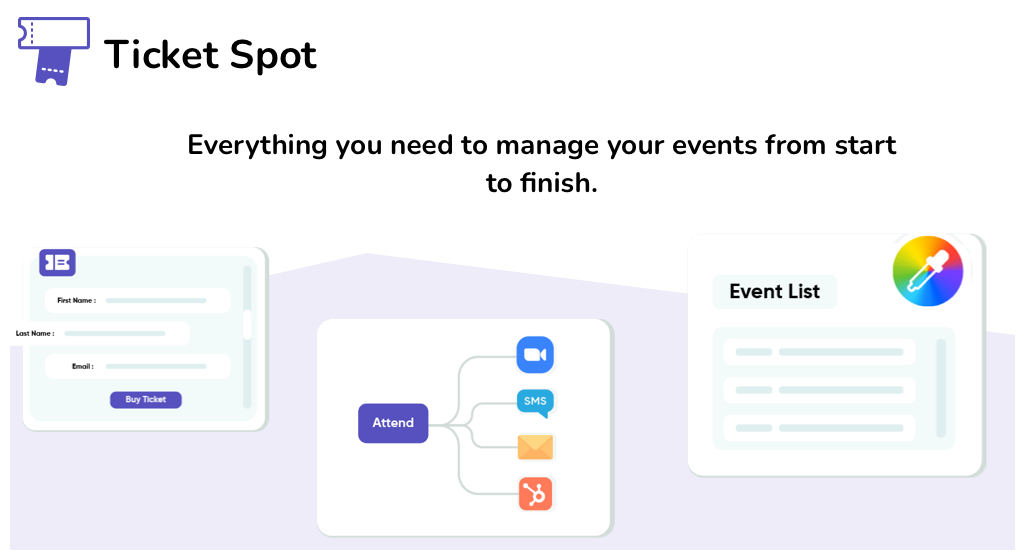 Ticket Spot
Everything you need to manage your events from start
to finish.
First Name :
Last Name :
Email :
Buy Ticket
Attend
SMS
Event List